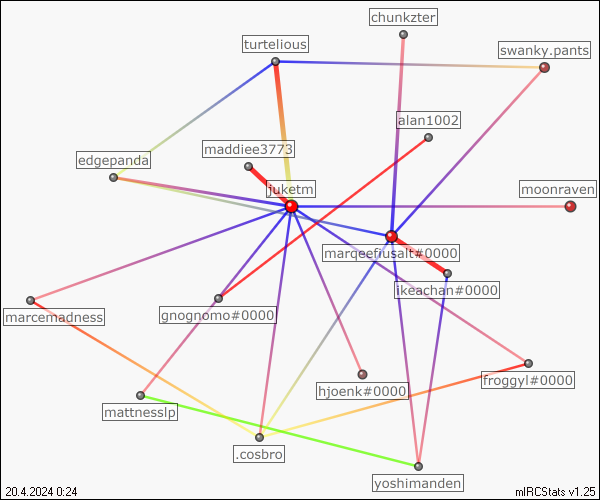 chunkzter
turtelious
swanky.pants
alan1002
maddiee3773
edgepanda
juketm
moonraven
marqeefusalt#0000
ikeachan#0000
marcemadness
gnognomo#0000
froggyl#0000
hjoenk#0000
mattnesslp
.cosbro
yoshimanden
20.4.2024 0:24
mIRCStats v1.25